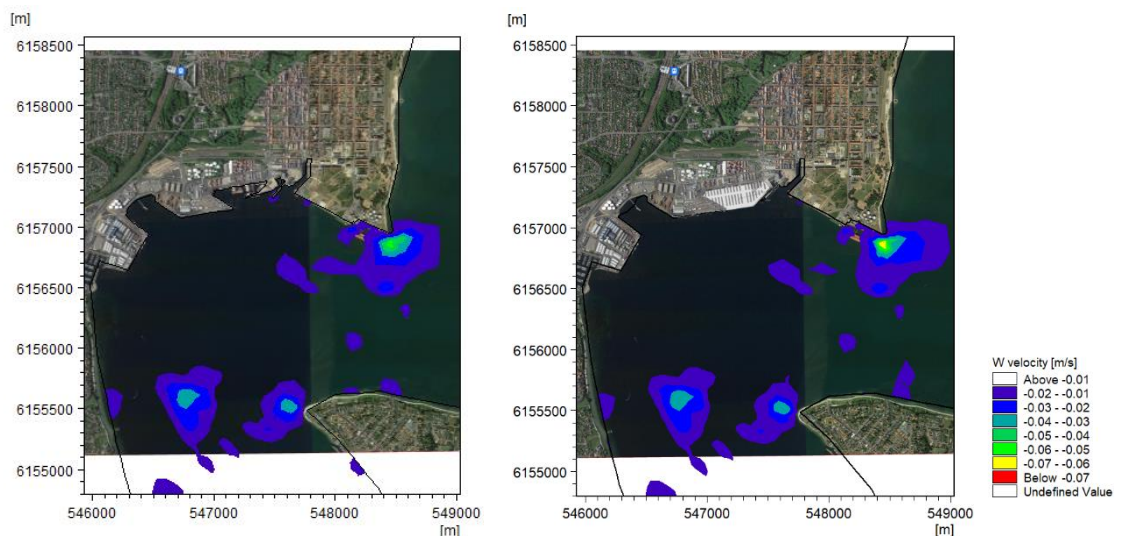 [m]
6158500
6158000
6157500
6157000
6156500
6156000
6155500
6155000
546000 547000 548000 549000
[m]
[m]
6158500
6158000
6157500
6157000
6156500
6156000
6155500
6155000
546000 547000 548000 549000
[m]
W velocity [m/s]
Above -0.01
-0.02 - -0.01
-0.03 - -0.02
-0.04 - -0.03
-0.05 - -0.04
-0.06 - -0.05
-0.07 - -0.06
Below -0.07
Undefined Value